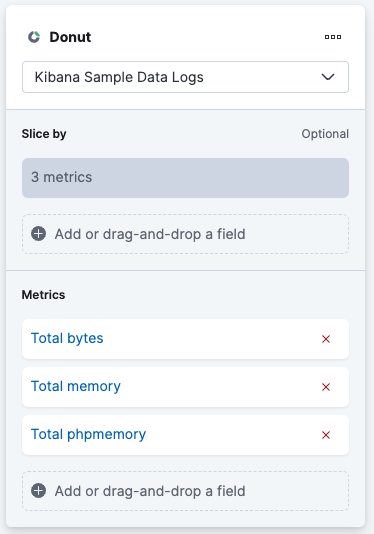 Donut
Kibana Sample Data Logs
Slice by
Optional
3 metrics
Add or drag-and-drop a field
Metrics
Total bytes
Total memory
Total phpmemory
Add or drag-and-drop a field